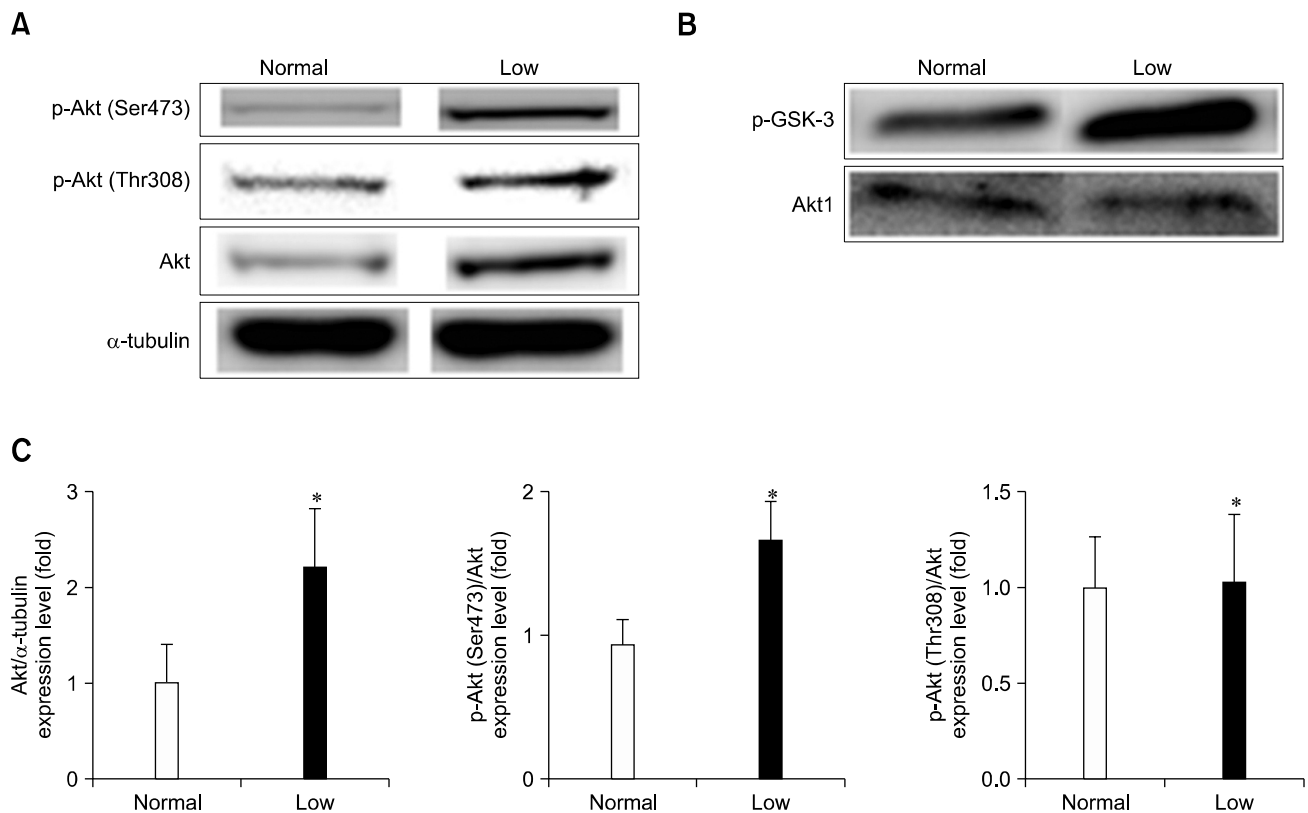 A
Normal Low
p-Akt (Ser473)
p-Akt (Thr308)
Akt
α-tubulin
B
Normal Low
p-GSK-3
Akt1
C
Akt/α-tubulin
expression level (fold)
3
2
1
0
*
Normal Low
p-Akt (Ser473)/Akt
expression level (fold)
2
1
0
*
Normal Low
p-Akt (Thr308)/Akt
expression level (fold)
1.5
1.0
0.5
0.0
*
Normal Low